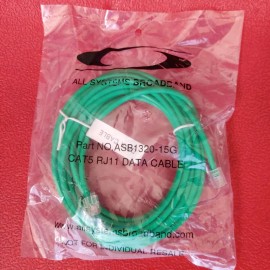 ALL SYSTEMS BROADBAND
Part NO. ASB1320-15G
CAT5 RJ11 DATA CABLE
NOT FOR INDIVIDUAL RESALE